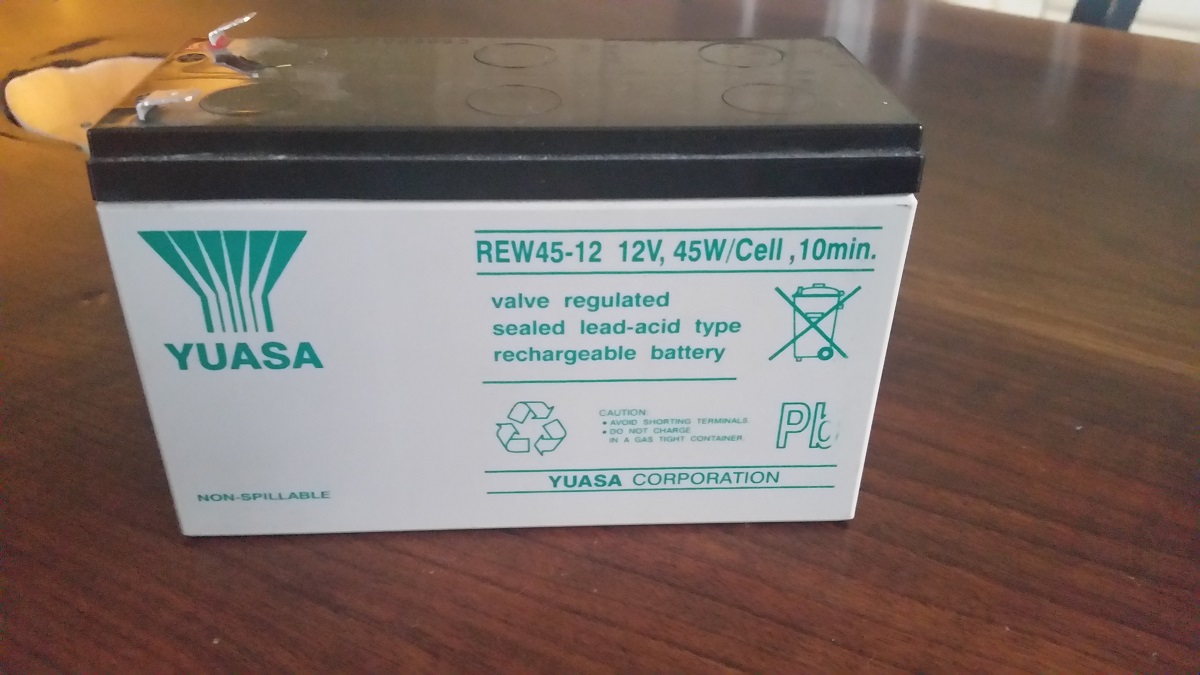 YUASA
NON-SPILLABLE
REW45-12 12V, 45W/Cell ,10min.
valve regulated
sealed lead-acid type
rechargeable battery
CAUTION:
• AVOID SHORTING TERMINALS.
• DO NOT CHARGE
IN A GAS TIGHT CONTAINER.
Pb
YUASA CORPORATION